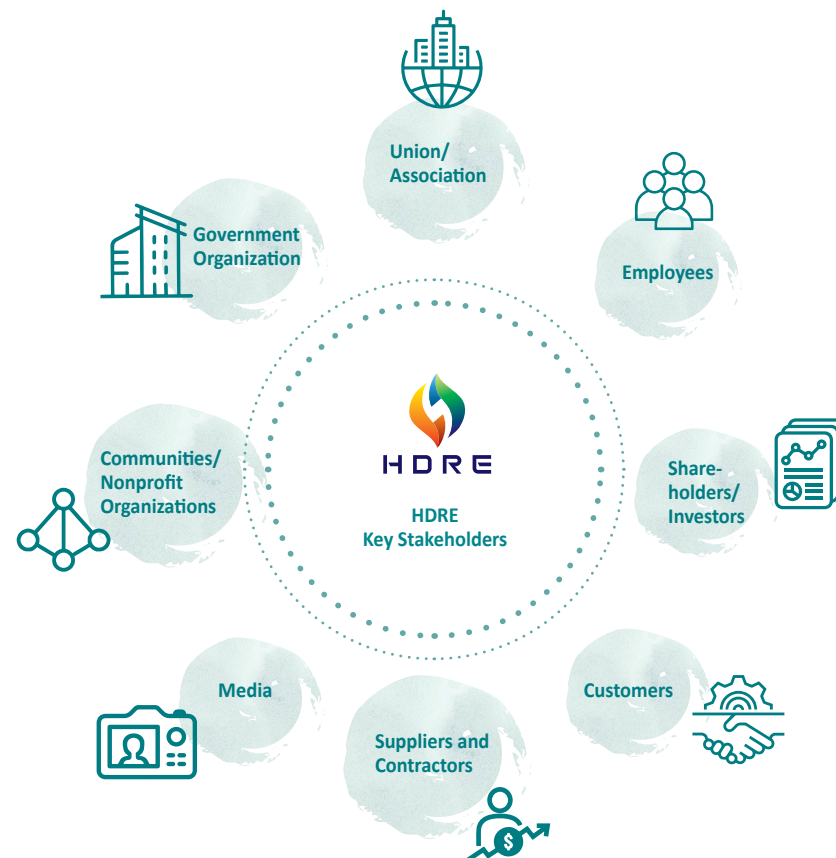 Union/
Association
Government
Organization
Employees
Communities/
Nonprofit
Organizations
HDRE
HDRE
Key Stakeholders
Share-
holders/
Investors
Media
Suppliers and
Contractors
Customers
$